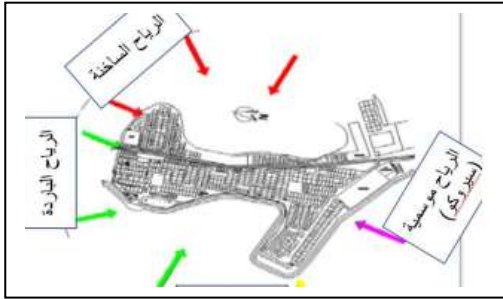 الرياح الساخنة
الرياح الباردة
الرياح موسمية
(سيروكو)
N